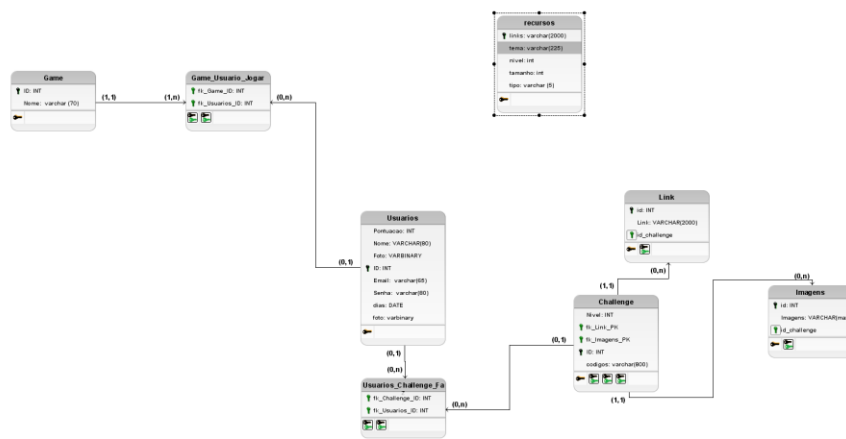 recursos
links: varchar(2000)
tema: varchar(225)
nivel: int
tamanho: int
tipo: varchar (5)
Game
ID: INT
Nome: varchar (70)
(1,1)
(1,n)
Game_Usuario_Jogar
fk_Game_ID: INT
fk_Usuarios_ID: INT
(0,n)
Usuarios
Pontuacao: INT
Nome: VARCHAR(80)
Foto: VARBINARY
ID: INT
Email: varchar(65)
Senha: varchar(60)
dias: DATE
foto: varbinary
(0,1)
(0,1)
(0,n)
Usuarios_Challenge_Fa
fk_Challenge_ID: INT
fk_Usuarios_ID: INT
(0,n)
Link
id: INT
Link: VARCHAR(2000)
id_challenge
(0,n)
(1,1)
Challenge
Nivel: INT
fk_Link_PK
fk_Imagens_PK
ID: INT
codigos: varchar(800)
(0,1)
(1,1)
(0,n)
Imagens
id: INT
Imagens: VARCHAR(ma
id_challenge